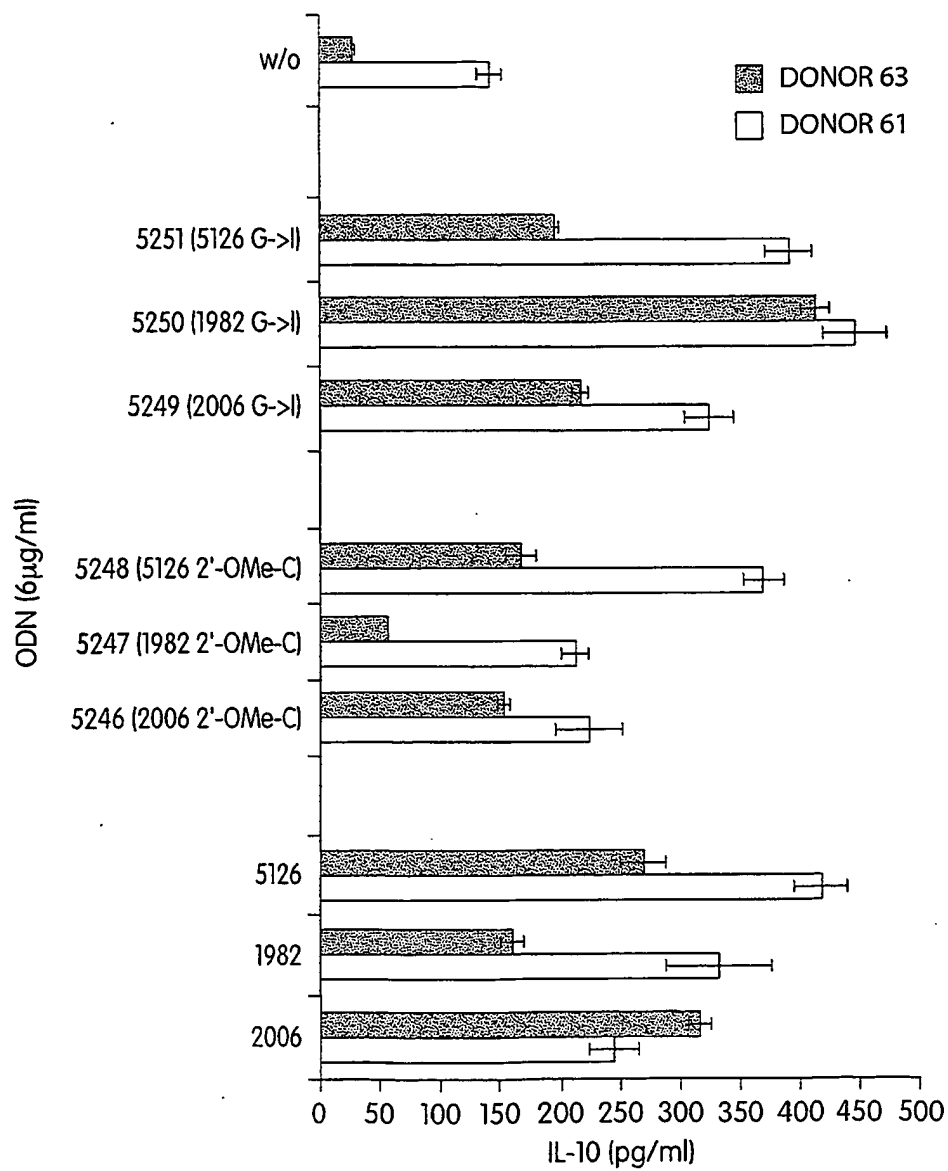 w/o
DONOR 63
DONOR 61
5251 (5126 G->I)
5250 (1982 G->I)
5249 (2006 G->I)
5248 (5126 2'-OMe-C)
5247 (1982 2'-OMe-C)
5246 (2006 2'-OMe-C)
5126
1982
2006
ODN (6µg/ml)
0 50 100 150 200 250 300 350 400 450 500
IL-10 (pg/ml)